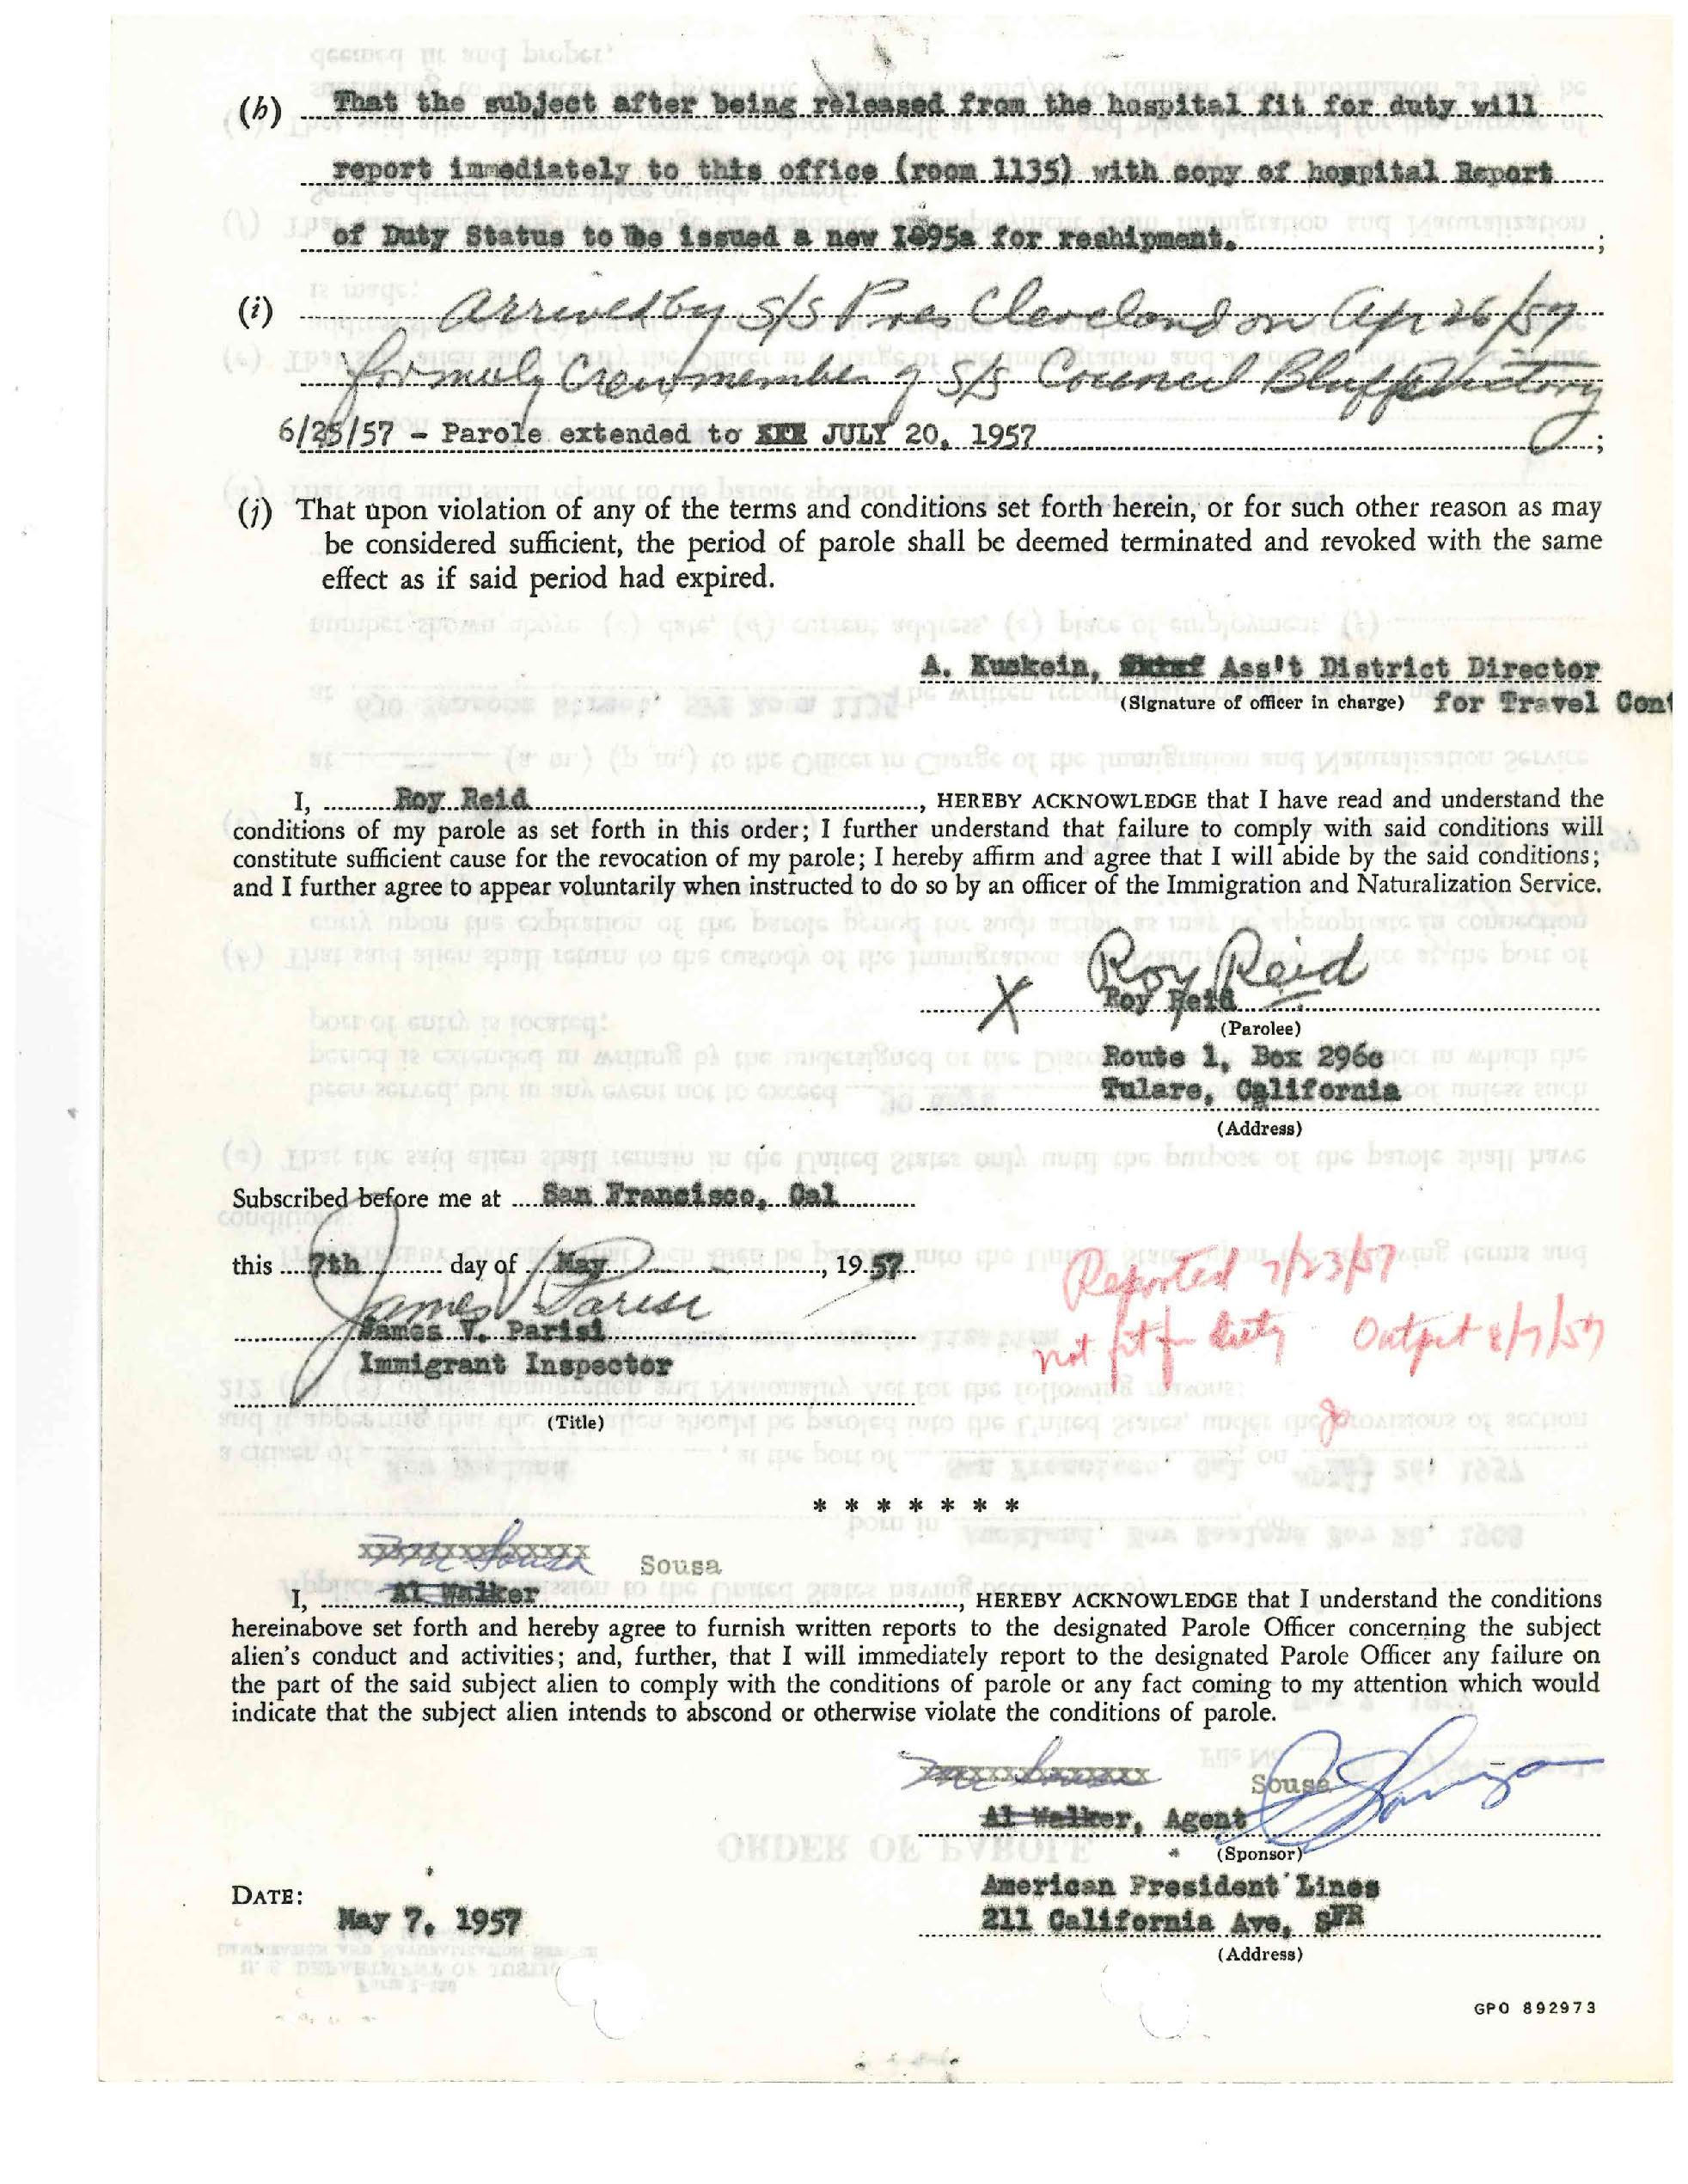 (h) That the subject after being released from the hospital fit for duty will
report immediately to this office (room 1135) with copy of hospital Report
of Duty Status to be issued a new I095a for reshipment. ;
(i) Arrived by S/S Pres Cleveland on Apr 26/57
formerly Crewmember of S/S Council Bluffs Victory
6/25/57 - Parole extended to XXX JULY 20, 1957 ;
(j) That upon violation of any of the terms and conditions set forth herein, or for such other reason as may
be considered sufficient, the period of parole shall be deemed terminated and revoked with the same
effect as if said period had expired.
A. Kuckein, Ass't District Director
(Signature of officer in charge) for Travel Cont
I, Roy Reid, HEREBY ACKNOWLEDGE that I have read and understand the
conditions of my parole as set forth in this order; I further understand that failure to comply with said conditions will
constitute sufficient cause for the revocation of my parole; I hereby affirm and agree that I will abide by the said conditions;
and I further agree to appear voluntarily when instructed to do so by an officer of the Immigration and Naturalization Service.
Roy Reid
X Roy Reid
(Parolee)
Route 1, Box 296c
Tulare, California
(Address)
Subscribed before me at San Francisco, Cal
this 7th day of May, 1957
James V. Parisi
James V. Parisi
Immigrant Inspector
(Title)
Reported 7/23/57
not fit for duty Outpt 8/7/57
* * * * * * *
XXXXXXXXXXXXX Sousa
I, Al Walker, HEREBY ACKNOWLEDGE that I understand the conditions
hereinabove set forth and hereby agree to furnish written reports to the designated Parole Officer concerning the subject
alien's conduct and activities; and, further, that I will immediately report to the designated Parole Officer any failure on
the part of the said subject alien to comply with the conditions of parole or any fact coming to my attention which would
indicate that the subject alien intends to abscond or otherwise violate the conditions of parole.
XXXXXXXXXXXXX Sousa
Al Walker, Agent
(Sponsor)
American President Lines
211 California Ave, SFR
(Address)
DATE:
May 7, 1957
GPO 892973